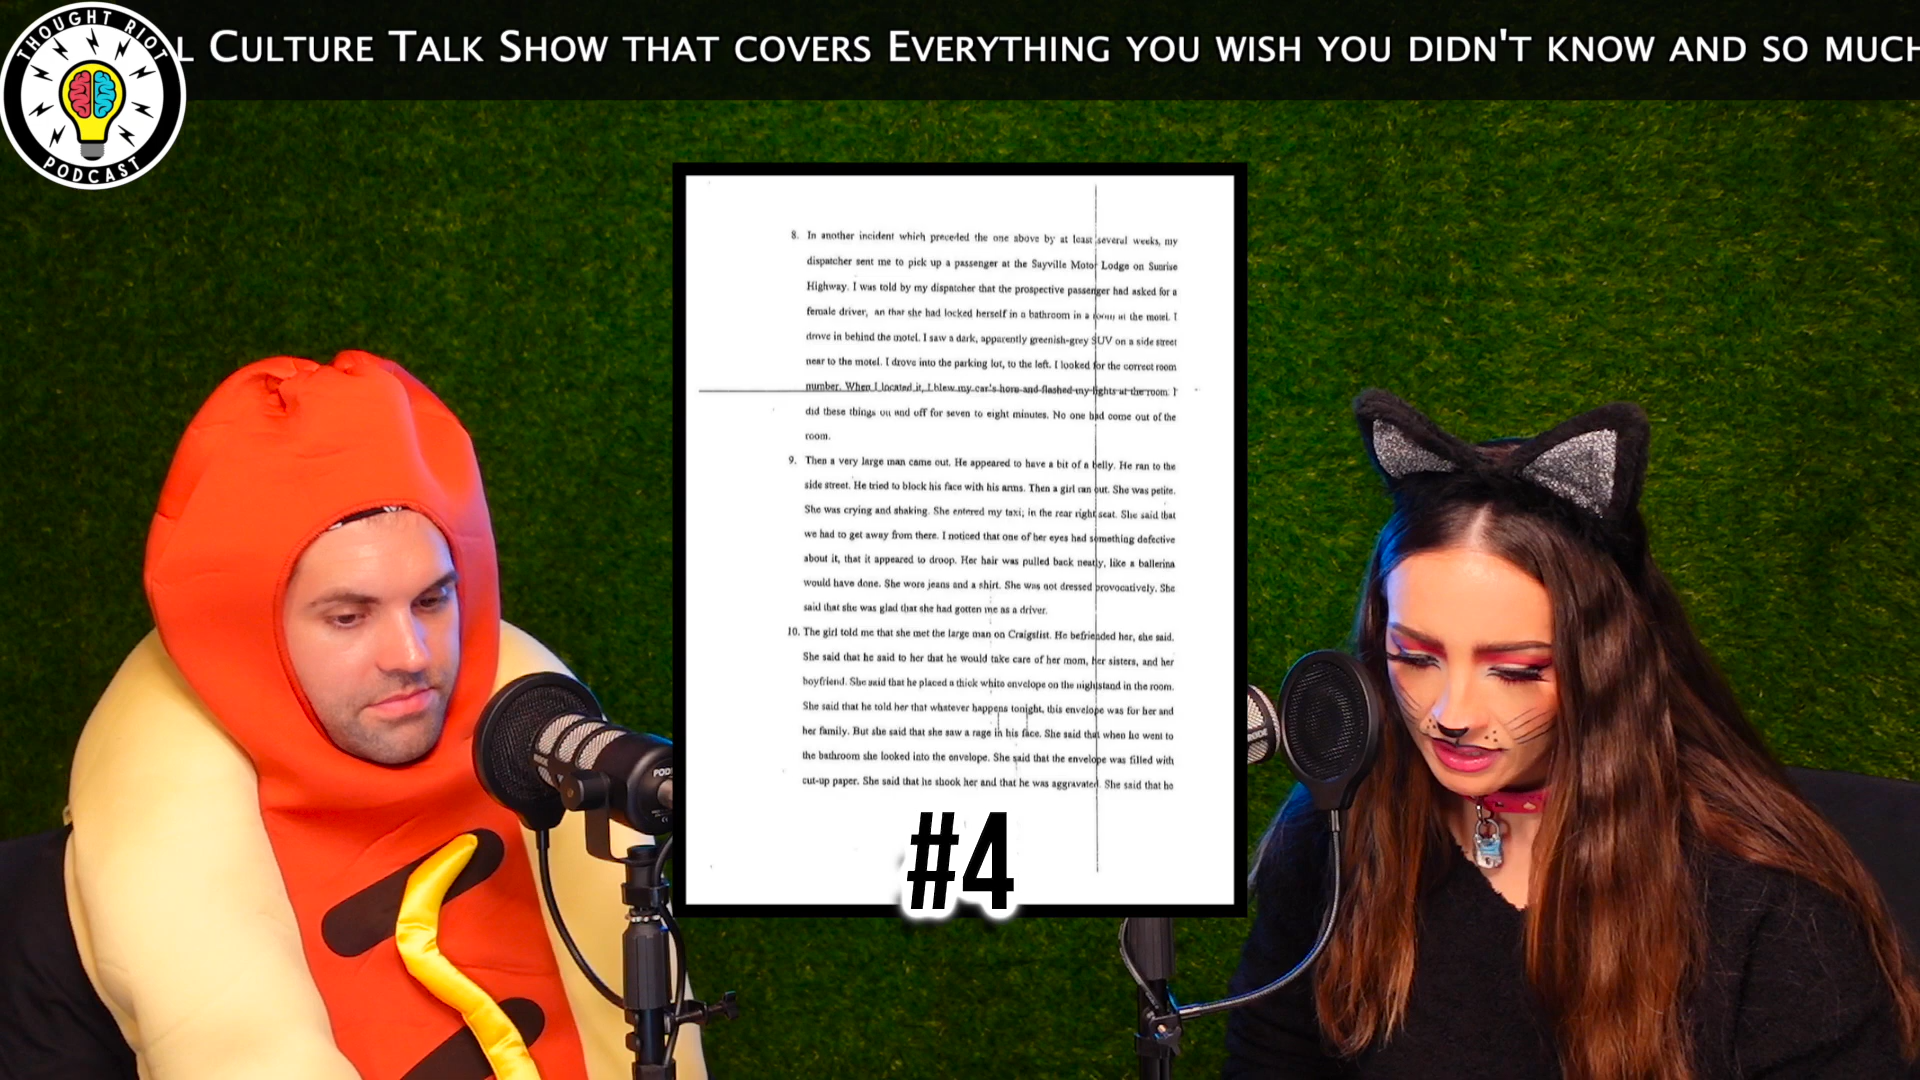 THOUGHT RIOT
PODCAST
L CULTURE TALK SHOW THAT COVERS EVERYTHING YOU WISH YOU DIDN'T KNOW AND SO MUCH
8. In another incident which preceded the one above by at least several weeks, my
dispatcher sent me to pick up a passenger at the Sayville Motor Lodge on Sunrise
Highway. I was told by my dispatcher that the prospective passenger had asked for a
female driver, an that she had locked herself in a bathroom in a room at the motel. I
drove in behind the motel. I saw a dark, apparently greenish-grey SUV on a side street
near to the motel. I drove into the parking lot, to the left. I looked for the correct room
number. When I located it, I blew my car's horn and flashed my lights at the room. I
did these things on and off for seven to eight minutes. No one had come out of the
room.
9. Then a very large man came out. He appeared to have a bit of a belly. He ran to the
side street. He tried to block his face with his arms. Then a girl ran out. She was petite.
She was crying and shaking. She entered my taxi; in the rear right seat. She said that
we had to get away from there. I noticed that one of her eyes had something defective
about it, that it appeared to droop. Her hair was pulled back neatly, like a ballerina
would have done. She wore jeans and a shirt. She was not dressed provocatively. She
said that she was glad that she had gotten me as a driver.
10. The girl told me that she met the large man on Craigslist. He befriended her, she said.
She said that he said to her that he would take care of her mom, her sisters, and her
boyfriend. She said that he placed a thick white envelope on the nightstand in the room.
She said that he told her that whatever happens tonight, this envelope was for her and
her family. But she said that she saw a rage in his face. She said that when he went to
the bathroom she looked into the envelope. She said that the envelope was filled with
cut-up paper. She said that he shook her and that he was aggravated. She said that he
#4
RODE
POD